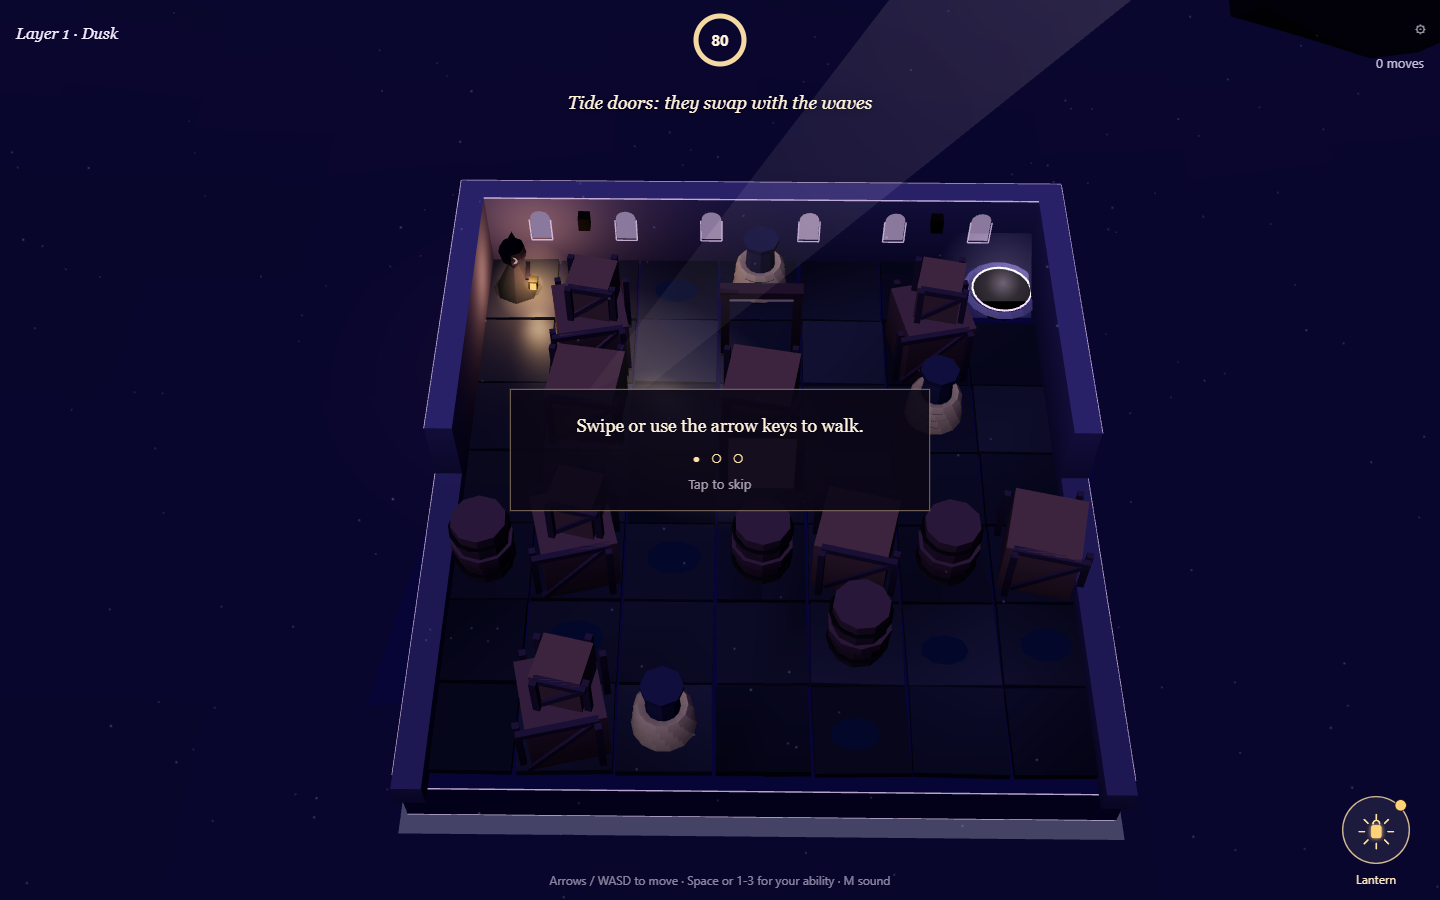 Layer 1 · Dusk
80
0 moves
Tide doors: they swap with the waves
Swipe or use the arrow keys to walk.
Tap to skip
Lantern
Arrows / WASD to move · Space or 1-3 for your ability · M sound